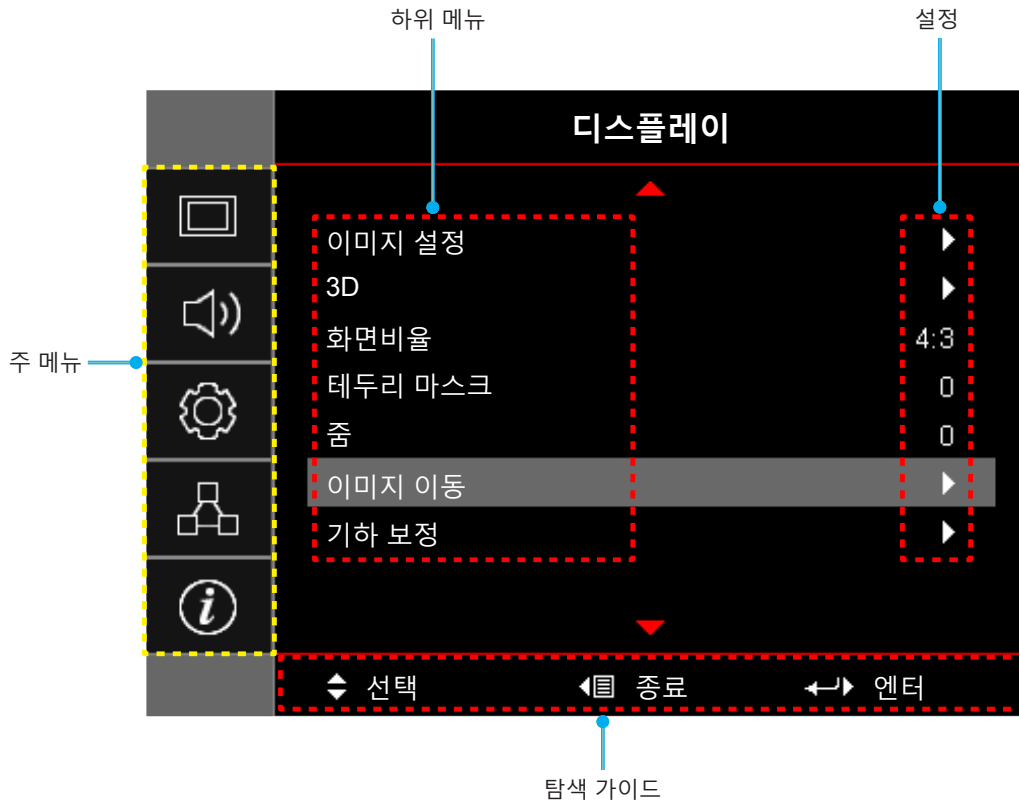 하위 메뉴
설정
디스플레이
이미지 설정
3D
화면비율 4:3
테두리 마스크 0
줌 0
이미지 이동
기하 보정
주 메뉴
선택 종료 엔터
탐색 가이드